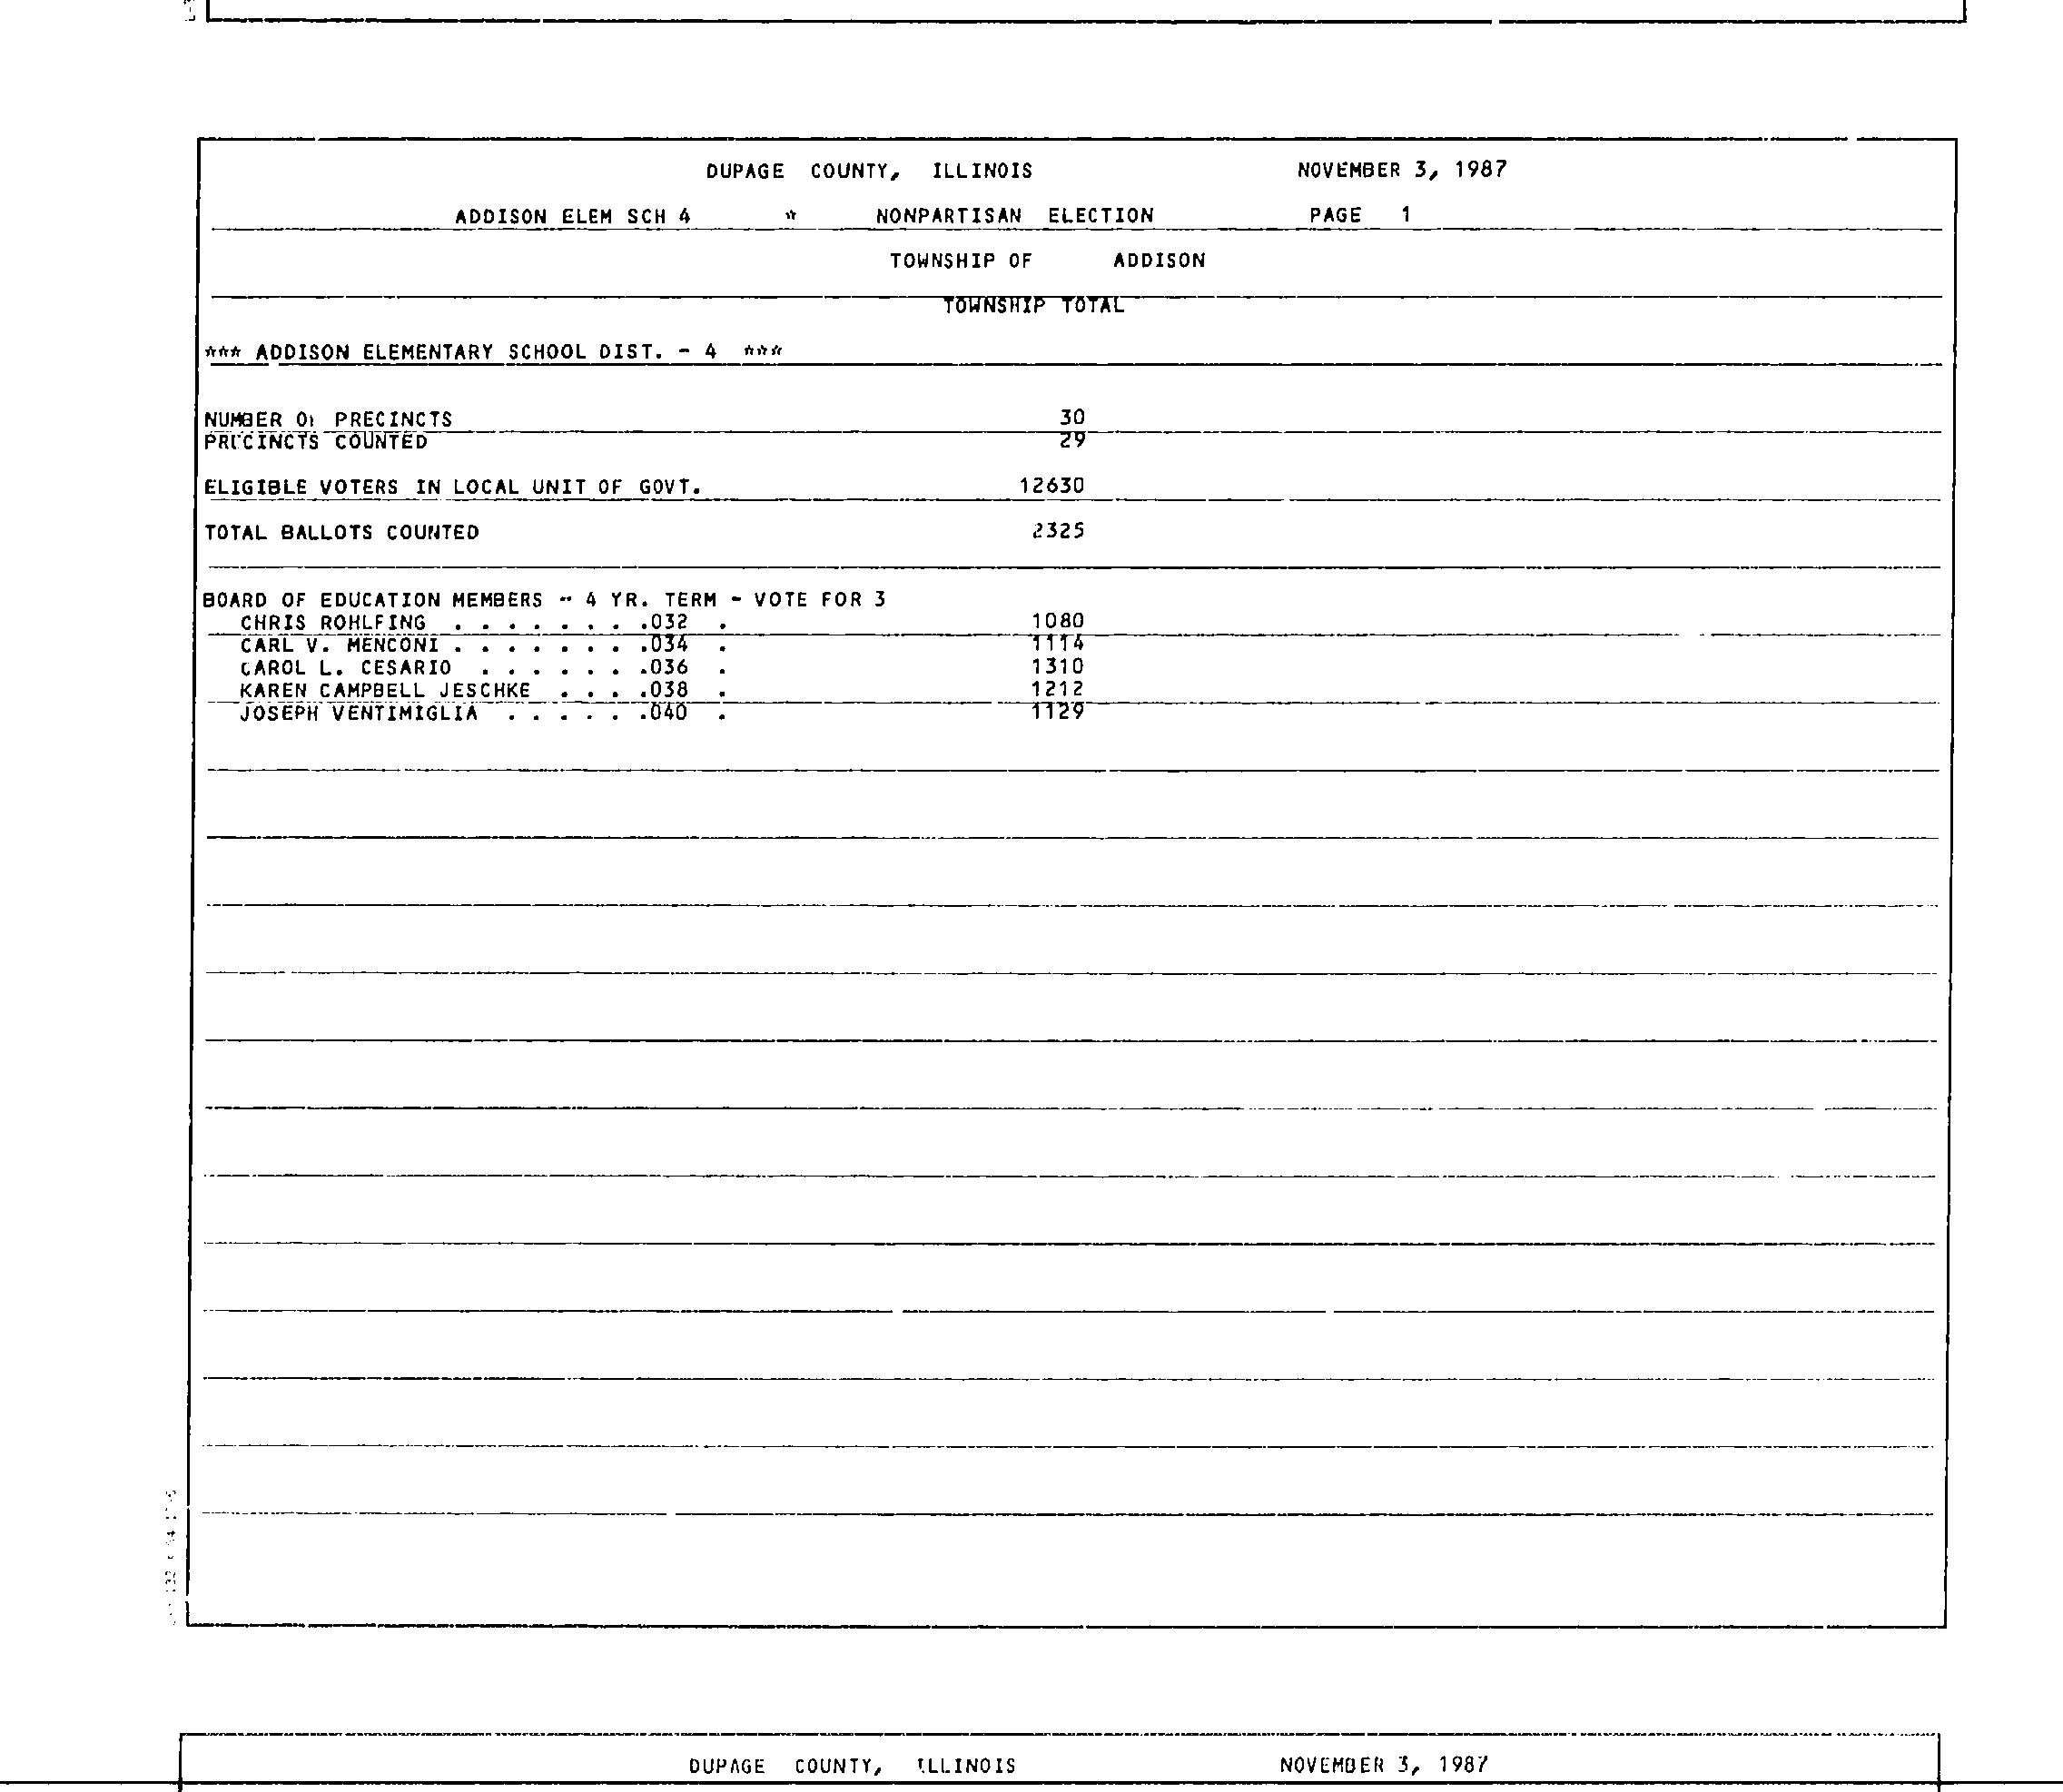 DUPAGE COUNTY, ILLINOIS NOVEMBER 3, 1987
ADDISON ELEM SCH 4 * NONPARTISAN ELECTION PAGE 1
TOWNSHIP OF ADDISON
TOWNSHIP TOTAL
*** ADDISON ELEMENTARY SCHOOL DIST. - 4 ***
NUMBER OF PRECINCTS 30
PRECINCTS COUNTED 29
ELIGIBLE VOTERS IN LOCAL UNIT OF GOVT. 12630
TOTAL BALLOTS COUNTED 2325
BOARD OF EDUCATION MEMBERS - 4 YR. TERM - VOTE FOR 3
CHRIS ROHLFING . . . . . . . .032 . 1080
CARL V. MENCONI . . . . . . . .034 . 1114
CAROL L. CESARIO . . . . . . .036 . 1310
KAREN CAMPBELL JESCHKE . . . .038 . 1212
JOSEPH VENTIMIGLIA . . . . . .040 . 1129
DUPAGE COUNTY, ILLINOIS NOVEMBER 3, 1987